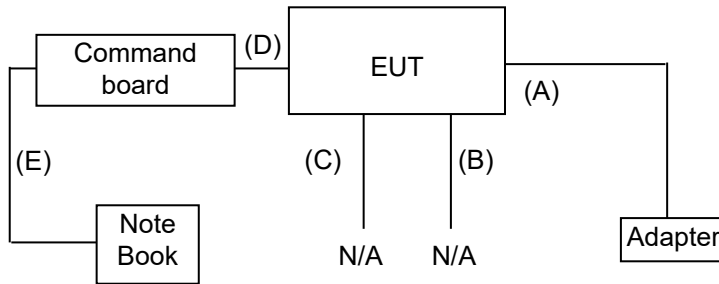 Command
board
(D)
EUT
(A)
(E)
(C)
(B)
Note
Book
N/A
N/A
Adapter